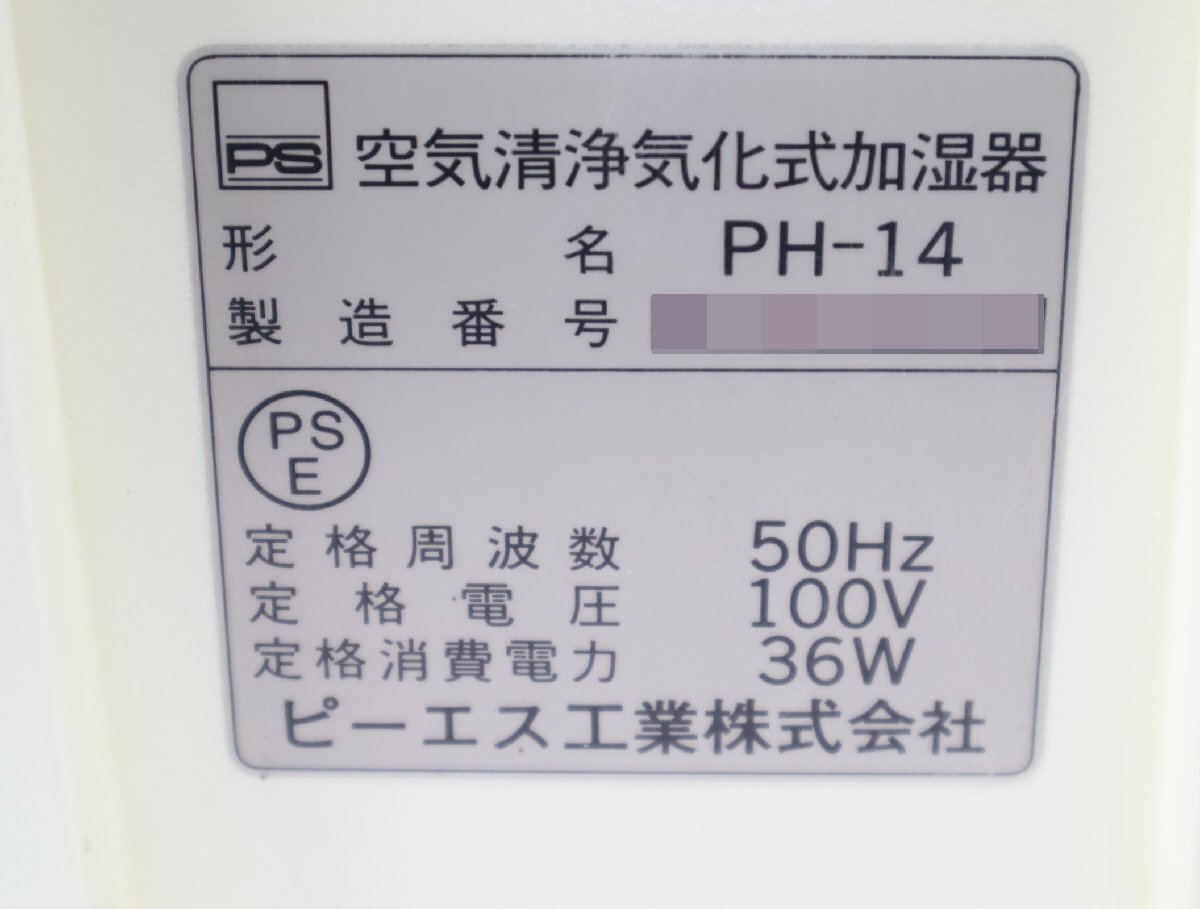 PS 空気清浄気化式加湿器
形名 PH-14
製造番号
PS
E
定格周波数 50Hz
定格電圧 100V
定格消費電力 36W
ピーエス工業株式会社